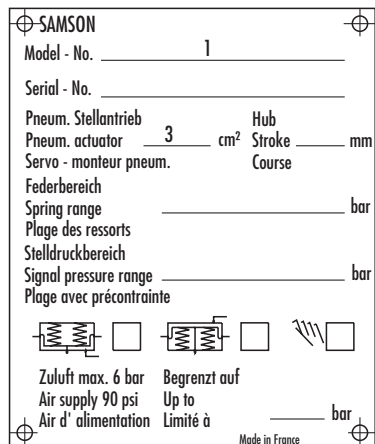 SAMSON
Model - No. 1
Serial - No.
Pneum. Stellantrieb Hub
Pneum. actuator 3 cm² Stroke mm
Servo - monteur pneum. Course
Federbereich
Spring range bar
Plage des ressorts
Stelldruckbereich
Signal pressure range bar
Plage avec précontrainte
Zuluft max. 6 bar Begrenzt auf
Air supply 90 psi Up to
Air d' alimentation Limité à bar
Made in France